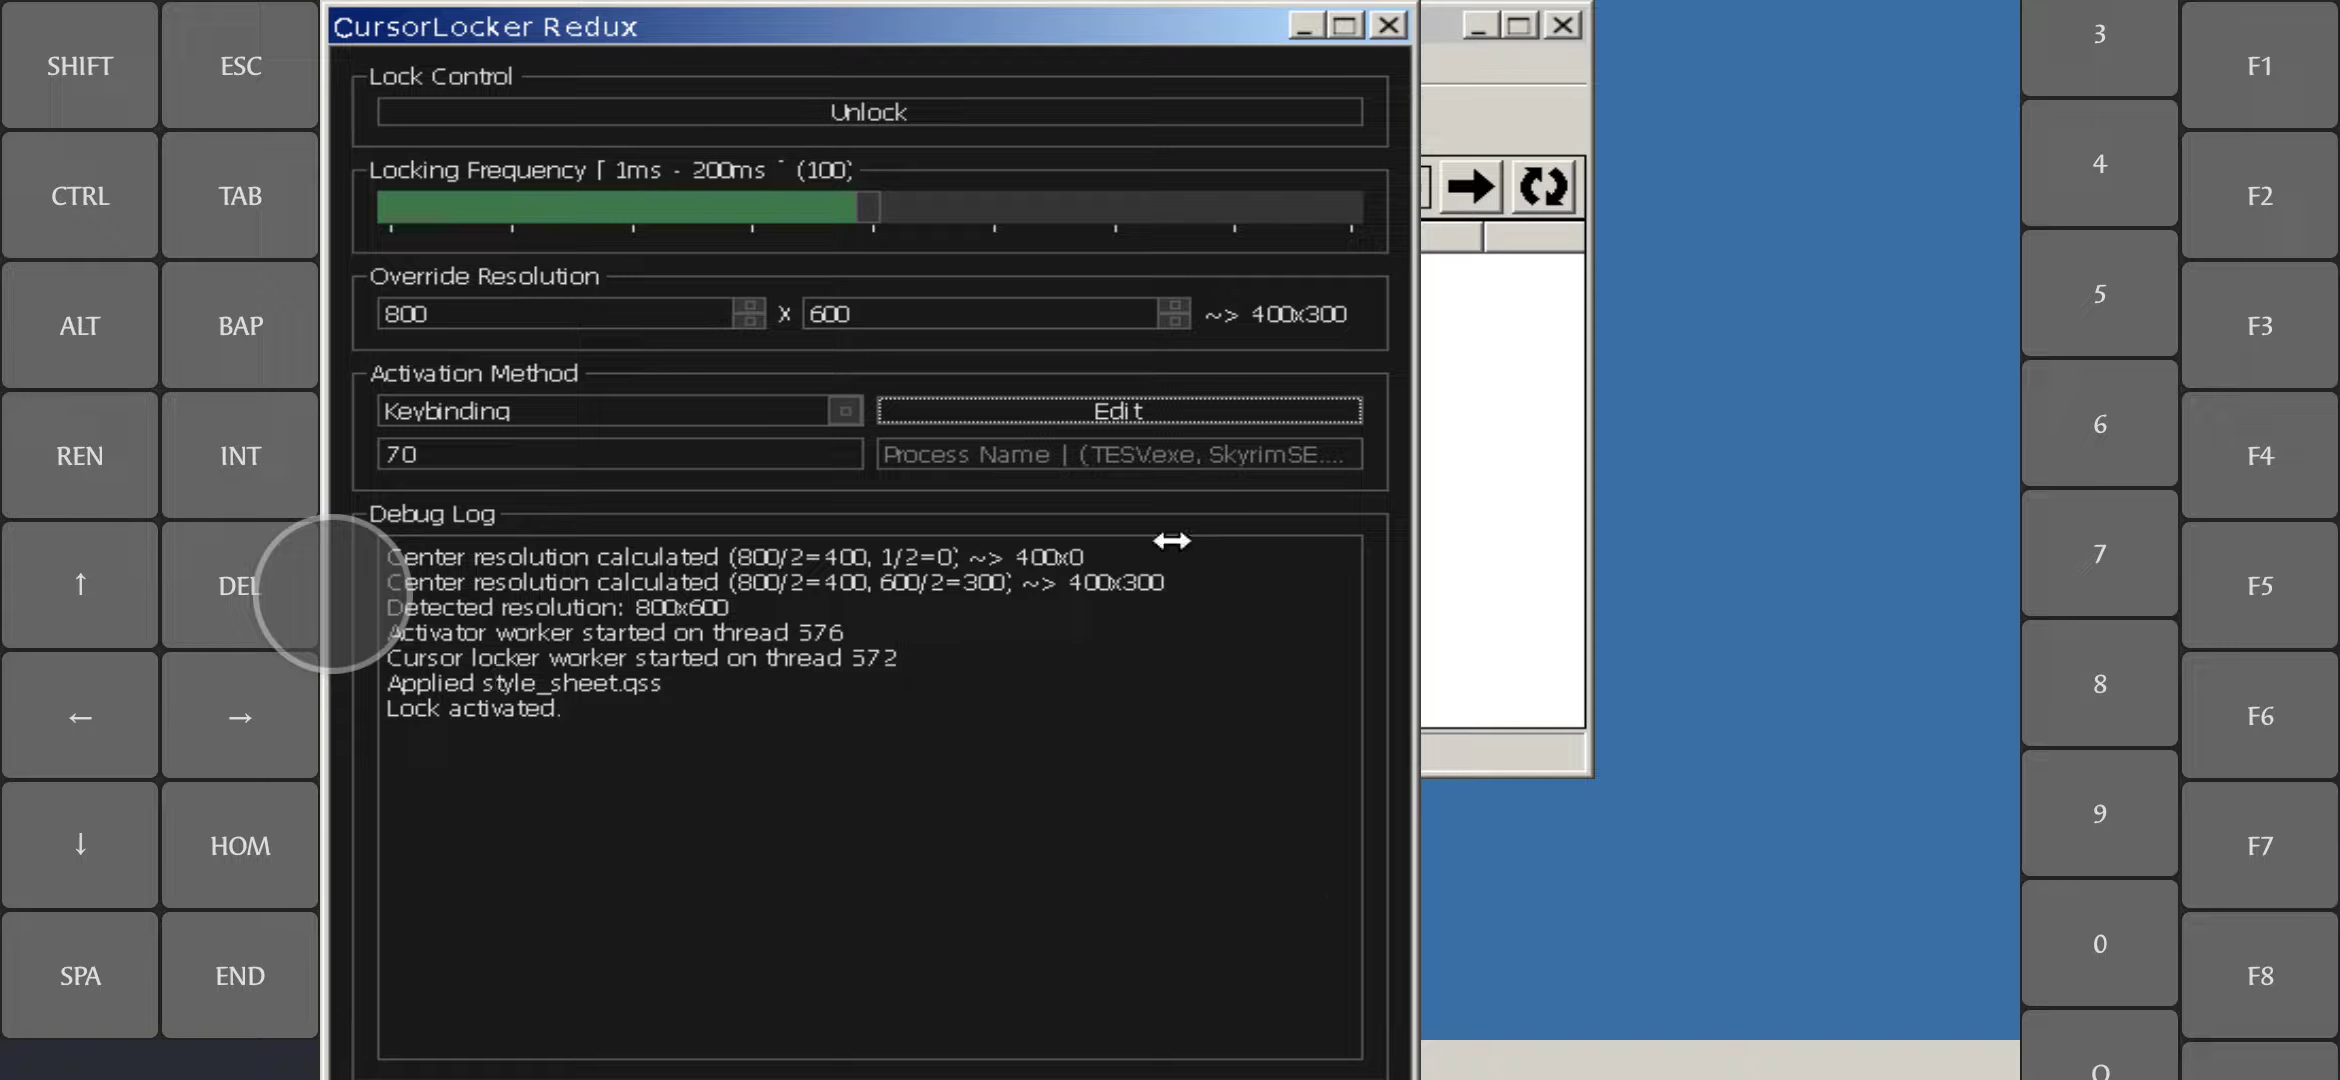 SHIFT
ESC
CTRL
TAB
ALT
BAP
REN
INT
↑
DEL
←
→
↓
HOM
SPA
END
CursorLocker Redux
Lock Control
Unlock
Locking Frequency [ 1ms - 200ms ] (100)
Override Resolution
800 X 600 ~> 400x300
Activation Method
Keybinding
Edit
70
Process Name | (TESV.exe, SkyrimSE....
Debug Log
Center resolution calculated (800/2=400, 1/2=0) ~> 400x0
Center resolution calculated (800/2=400, 600/2=300) ~> 400x300
Detected resolution: 800x600
Activator worker started on thread 576
Cursor locker worker started on thread 572
Applied style_sheet.qss
Lock activated.
3
F1
4
F2
5
F3
6
F4
7
F5
8
F6
9
F7
0
F8